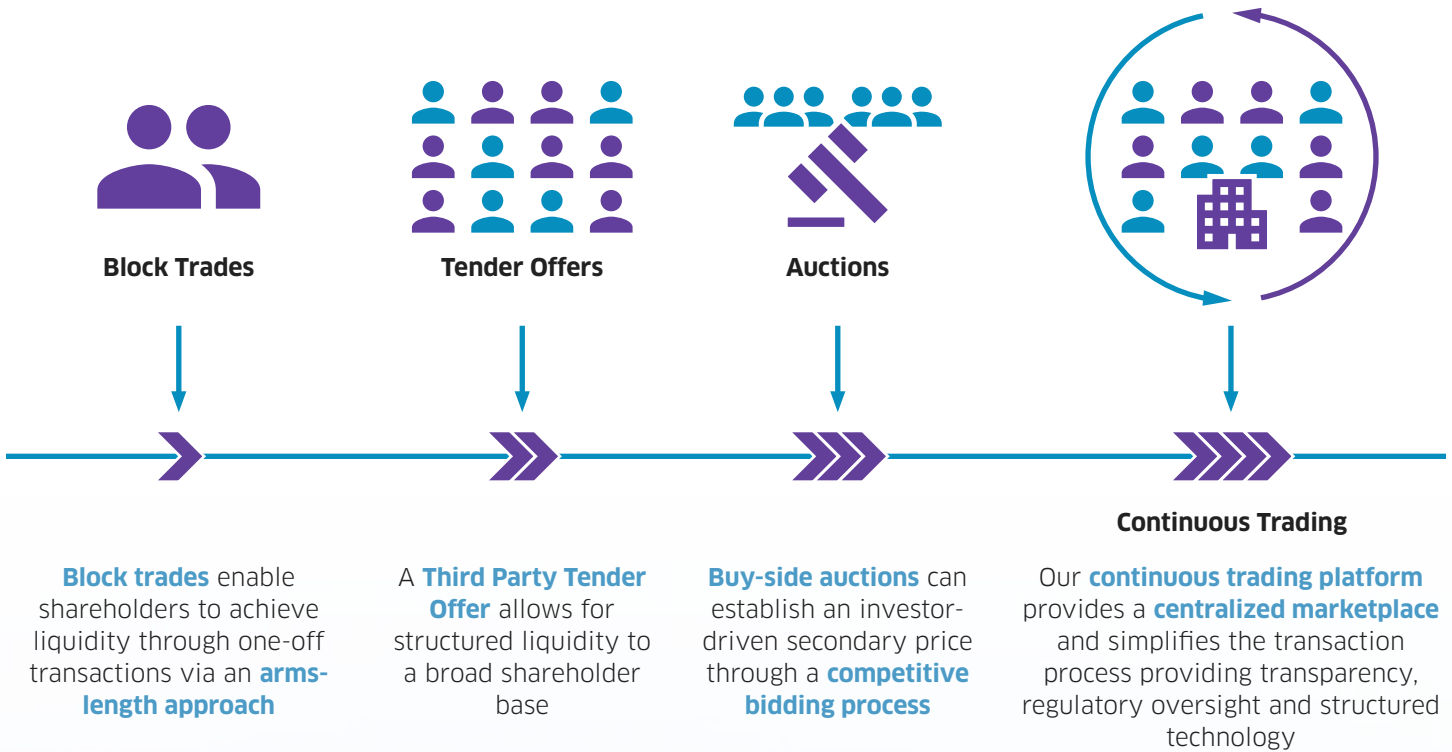 Block Trades
Tender Offers
Auctions
Continuous Trading
Block trades enable
shareholders to achieve
liquidity through one-off
transactions via an arms-
length approach
A Third Party Tender
Offer allows for
structured liquidity to
a broad shareholder
base
Buy-side auctions can
establish an investor-
driven secondary price
through a competitive
bidding process
Our continuous trading platform
provides a centralized marketplace
and simplifies the transaction
process providing transparency,
regulatory oversight and structured
technology